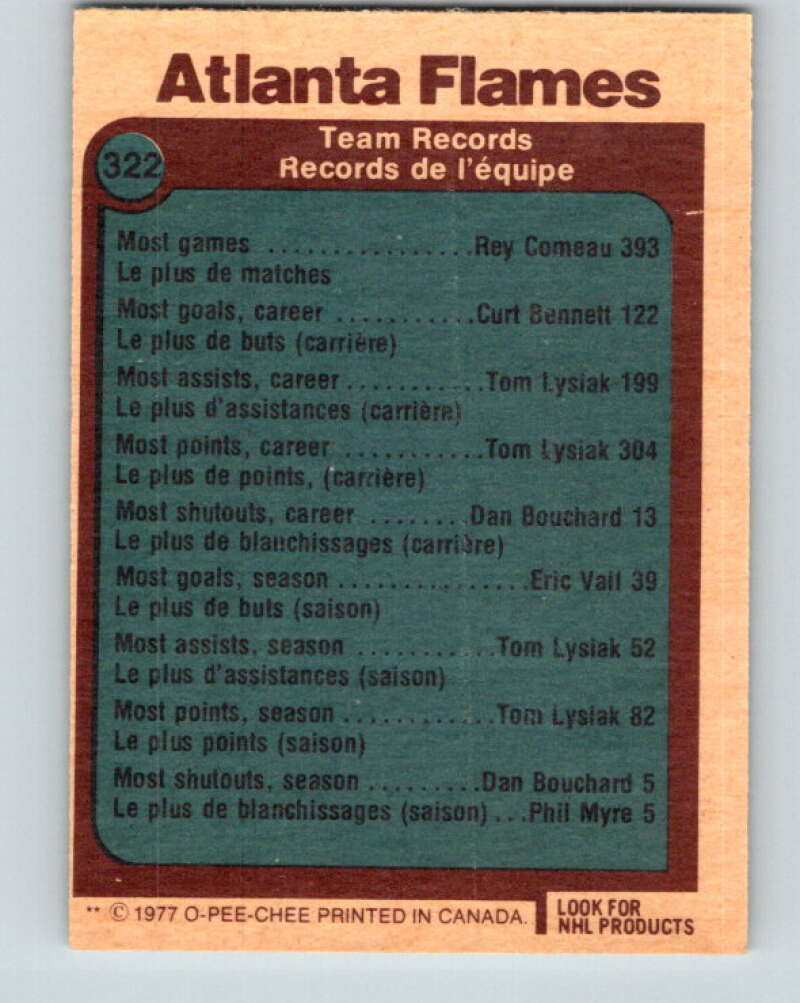 Atlanta Flames
322
Team Records
Records de l'équipe
Most games ................Rey Comeau 393
Le plus de matches
Most goals, career ...........Curt Bennett 122
Le plus de buts (carrière)
Most assists, career ...........Tom Lysiak 199
Le plus d'assistances (carrière)
Most points, career ...........Tom Lysiak 304
Le plus de points, (carrière)
Most shutouts, career ........Dan Bouchard 13
Le plus de blanchissages (carrière)
Most goals, season ...............Eric Vail 39
Le plus de buts (saison)
Most assists, season ...........Tom Lysiak 52
Le plus d'assistances (saison)
Most points, season ............Tom Lysiak 82
Le plus points (saison)
Most shutouts, season .........Dan Bouchard 5
Le plus de blanchissages (saison)...Phil Myre 5
** © 1977 O-PEE-CHEE PRINTED IN CANADA.
LOOK FOR
NHL PRODUCTS